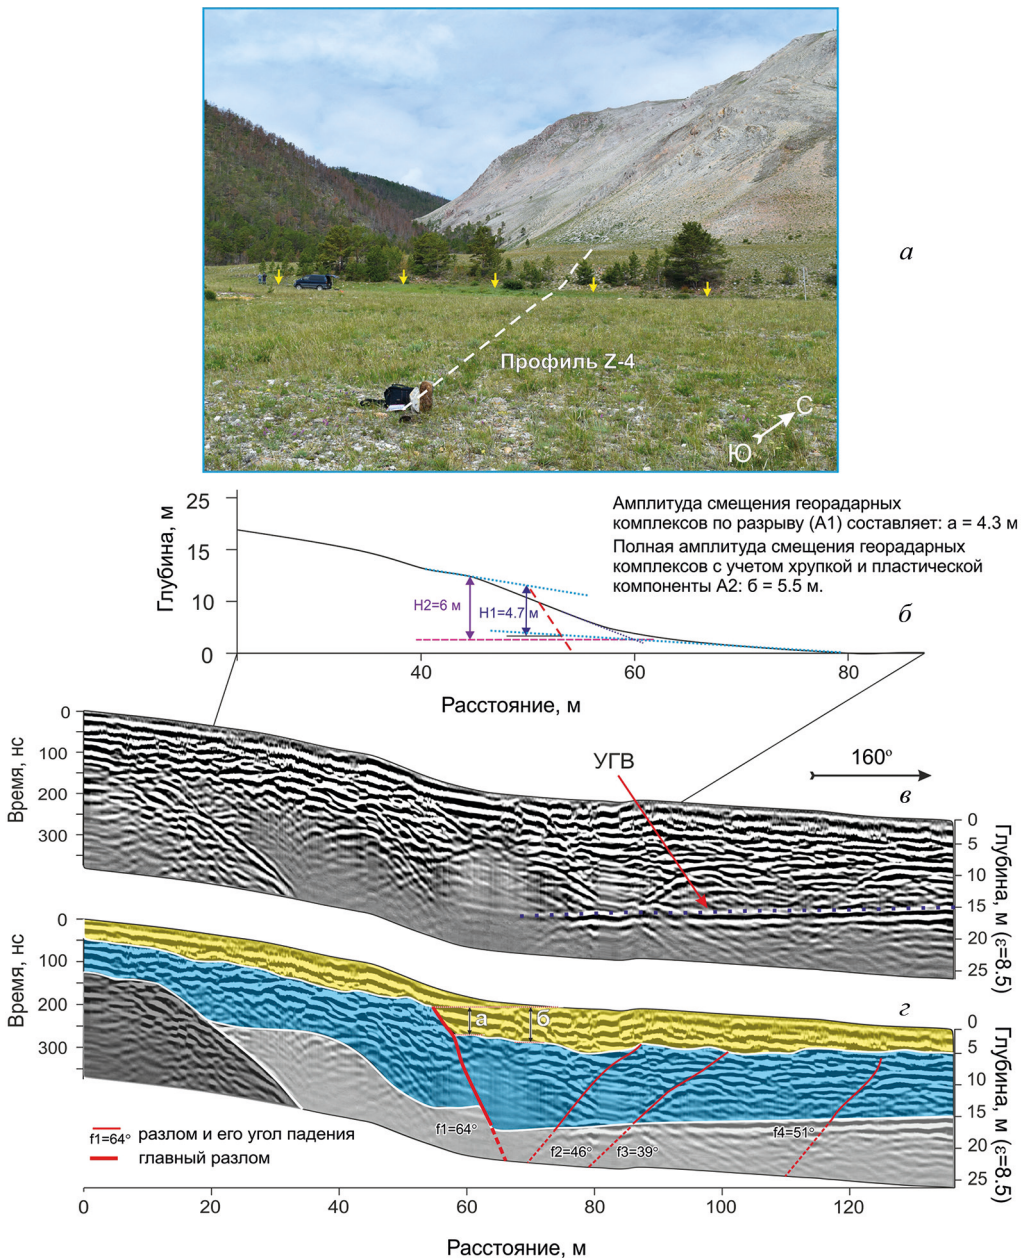 Профиль Z-4
С
Ю
а
Глубина, м
25
15
10
0
Амплитуда смещения георадарных
комплексов по разрыву (А1) составляет: а = 4.3 м
Полная амплитуда смещения георадарных
комплексов с учетом хрупкой и пластической
компоненты А2: б = 5.5 м.
H2=6 м
H1=4.7 м
б
40
60
80
Расстояние, м
Время, нс
0
100
200
300
УГВ
160°
в
0
5
10
15
20
25
Глубина, м (ε=8.5)
Время, нс
0
100
200
300
а
б
г
0
5
10
15
20
25
Глубина, м (ε=8.5)
f1=64°
f2=46°
f3=39°
f4=51°
f1=64° разлом и его угол падения
главный разлом
0
20
40
60
80
100
120
Расстояние, м